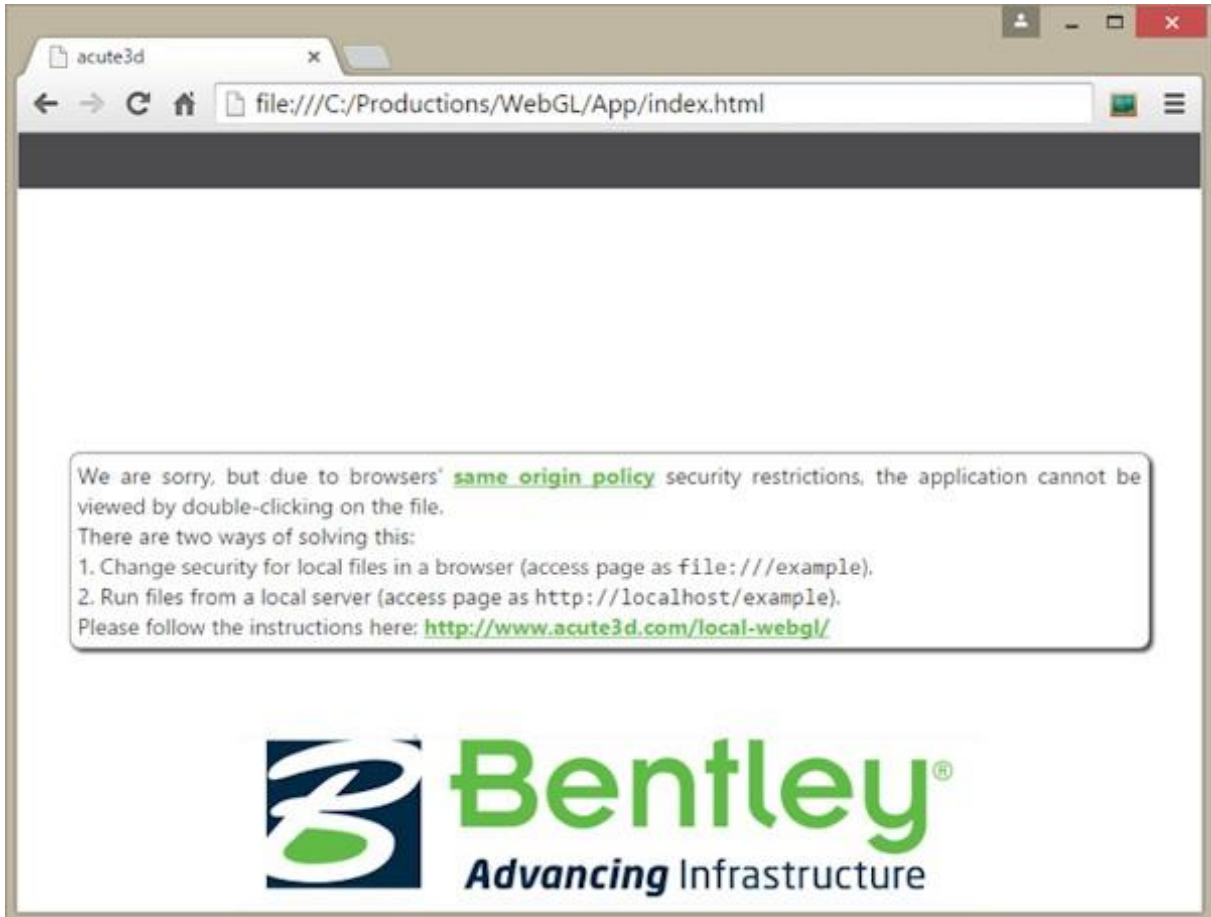 acute3d
file:///C:/Productions/WebGL/App/index.html
We are sorry, but due to browsers' same origin policy security restrictions, the application cannot be
viewed by double-clicking on the file.
There are two ways of solving this:
1. Change security for local files in a browser (access page as file:///example).
2. Run files from a local server (access page as http://localhost/example).
Please follow the instructions here: http://www.acute3d.com/local-webgl/
B
Bentley®
Advancing Infrastructure